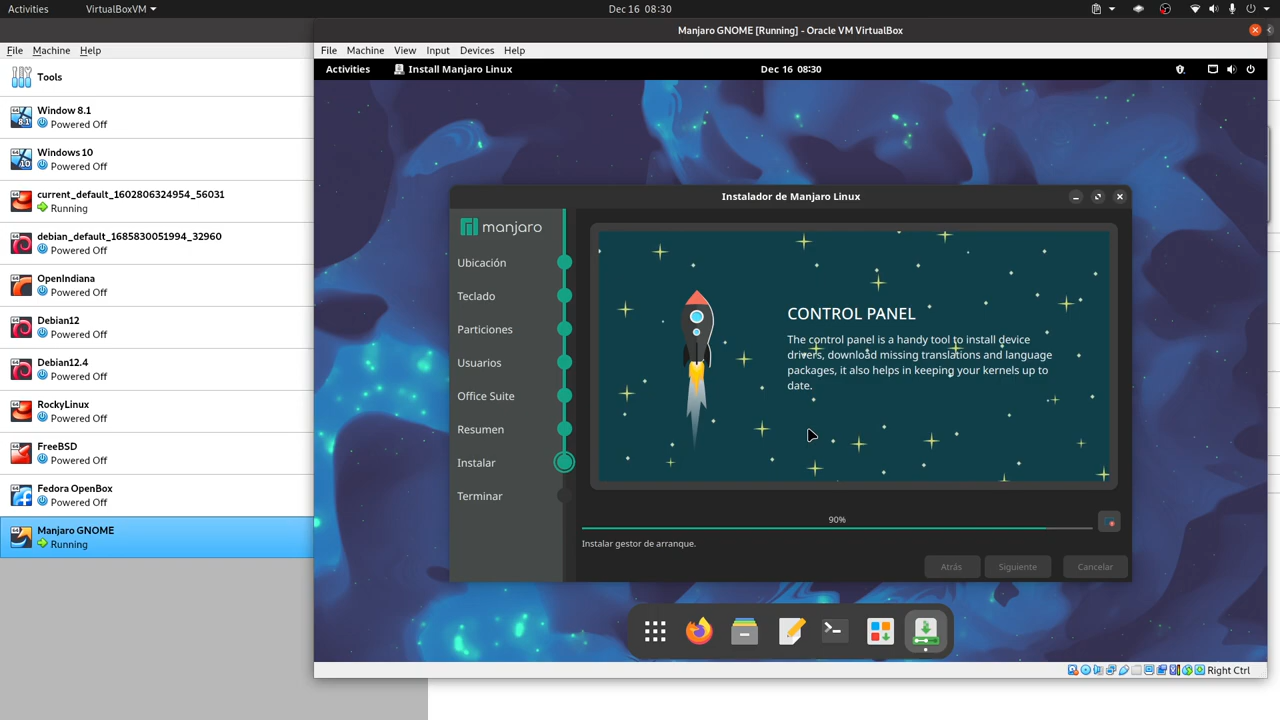 Activities
VirtualBoxVM
Dec 16 08:30
Manjaro GNOME [Running] - Oracle VM VirtualBox
File Machine Help
File Machine View Input Devices Help
Activities
Install Manjaro Linux
Dec 16 08:30
Tools
Window 8.1
Powered Off
Windows 10
Powered Off
current_default_1602806324954_56031
Running
debian_default_1685830051994_32960
Powered Off
OpenIndiana
Powered Off
Debian12
Powered Off
Debian12.4
Powered Off
RockyLinux
Powered Off
FreeBSD
Powered Off
Fedora OpenBox
Powered Off
Manjaro GNOME
Running
Instalador de Manjaro Linux
manjaro
Ubicación
Teclado
Particiones
Usuarios
Office Suite
Resumen
Instalar
Terminar
CONTROL PANEL
The control panel is a handy tool to install device
drivers, download missing translations and language
packages, it also helps in keeping your kernels up to
date.
90%
Instalar gestor de arranque.
Atrás
Siguiente
Cancelar
Right Ctrl